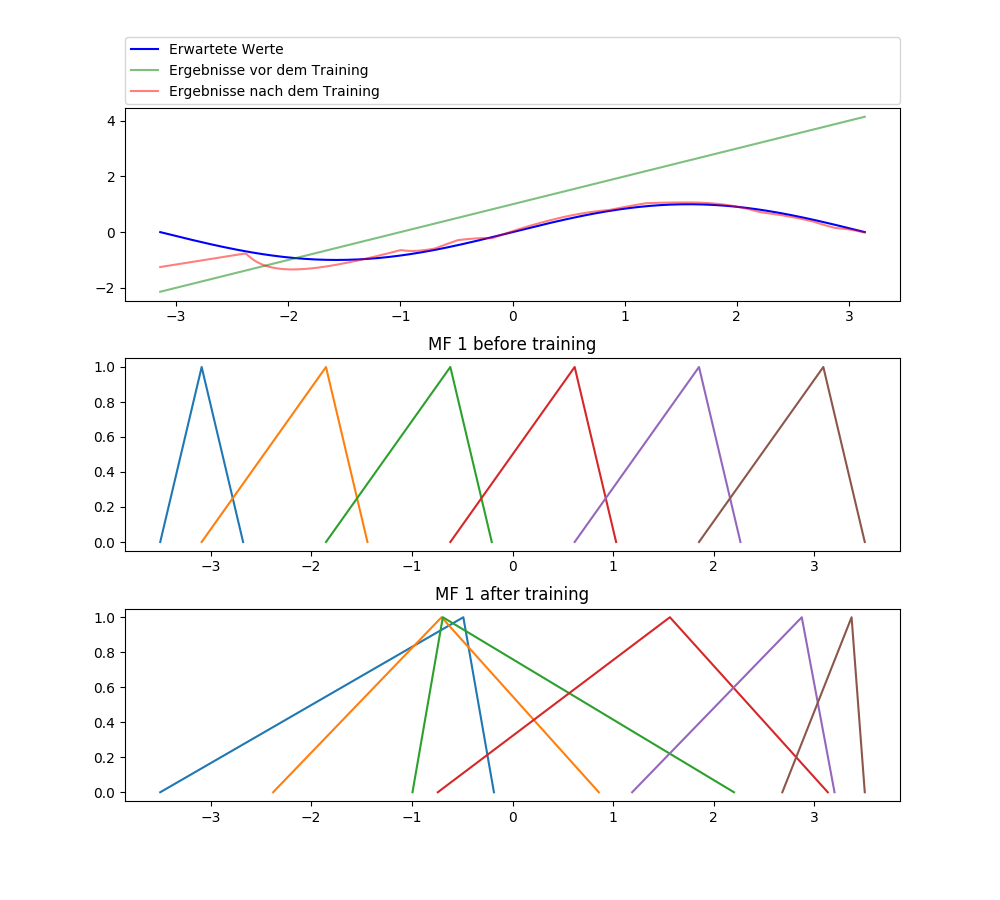 Erwartete Werte
Ergebnisse vor dem Training
Ergebnisse nach dem Training
4
2
0
−2
−3 −2 −1 0 1 2 3
MF 1 before training
1.0
0.8
0.6
0.4
0.2
0.0
−3 −2 −1 0 1 2 3
MF 1 after training
1.0
0.8
0.6
0.4
0.2
0.0
−3 −2 −1 0 1 2 3